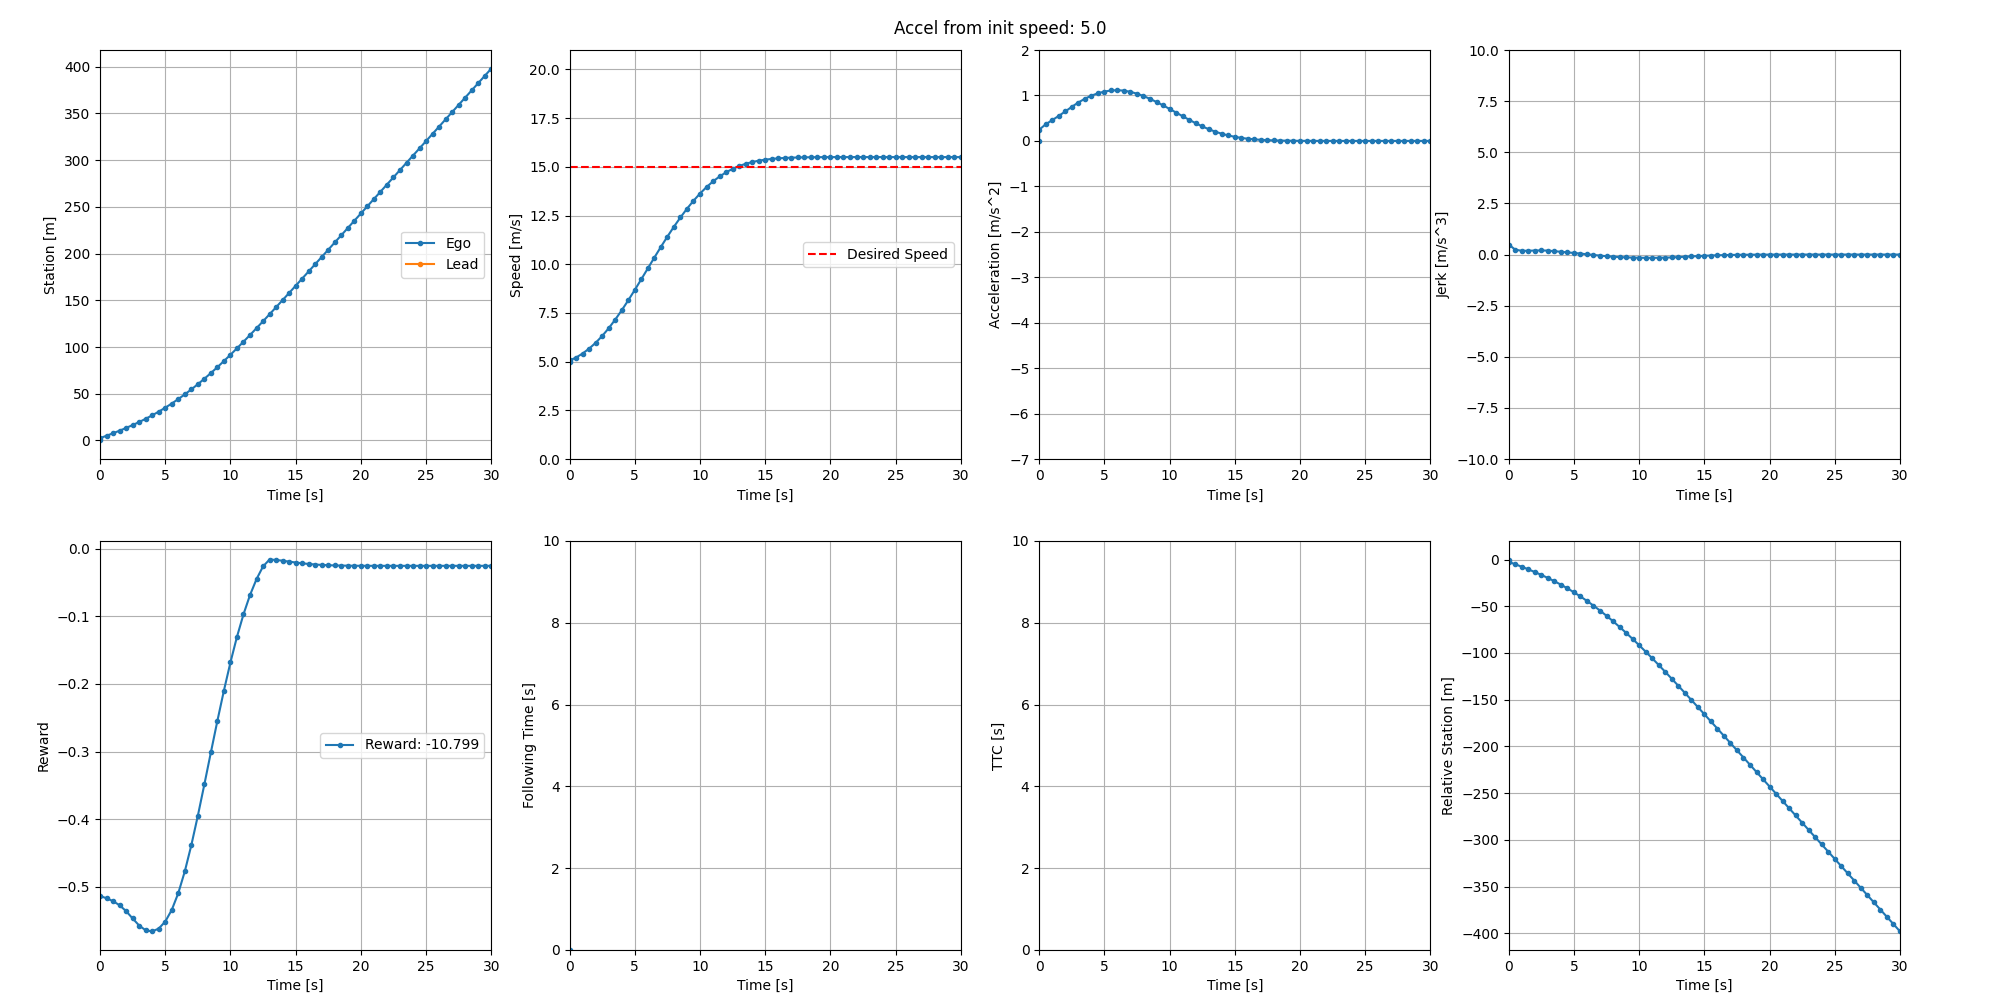 Accel from init speed: 5.0
400
350
300
250
200
150
100
50
0
0 5 10 15 20 25 30
Station [m]
Time [s]
Ego
Lead
20.0
17.5
15.0
12.5
10.0
7.5
5.0
2.5
0.0
0 5 10 15 20 25 30
Speed [m/s]
Time [s]
Desired Speed
2
1
0
−1
−2
−3
−4
−5
−6
−7
0 5 10 15 20 25 30
Acceleration [m/s^2]
Time [s]
10.0
7.5
5.0
2.5
0.0
−2.5
−5.0
−7.5
−10.0
0 5 10 15 20 25 30
Jerk [m/s^3]
Time [s]
0.0
−0.1
−0.2
−0.3
−0.4
−0.5
0 5 10 15 20 25 30
Reward
Time [s]
Reward: -10.799
10
8
6
4
2
0
0 5 10 15 20 25 30
Following Time [s]
Time [s]
10
8
6
4
2
0
0 5 10 15 20 25 30
TTC [s]
Time [s]
0
−50
−100
−150
−200
−250
−300
−350
−400
0 5 10 15 20 25 30
Relative Station [m]
Time [s]